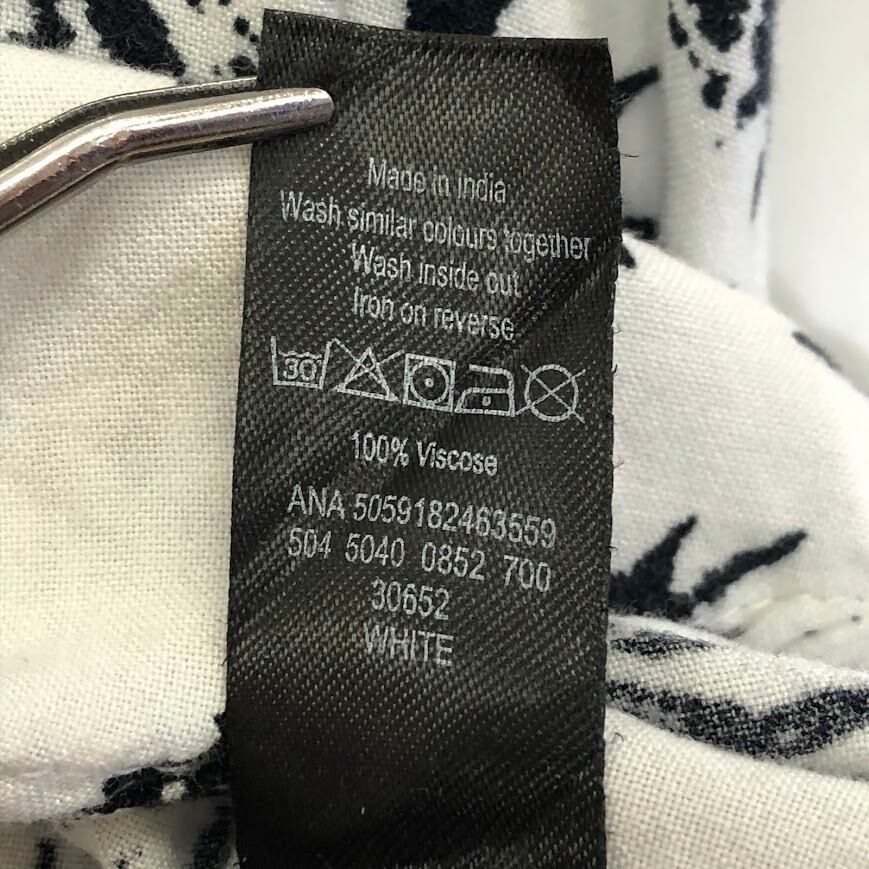 Made in India
Wash similar colours together
Wash inside out
Iron on reverse
30
100% Viscose
ANA 5059182463559
504 5040 0852 700
30652
WHITE